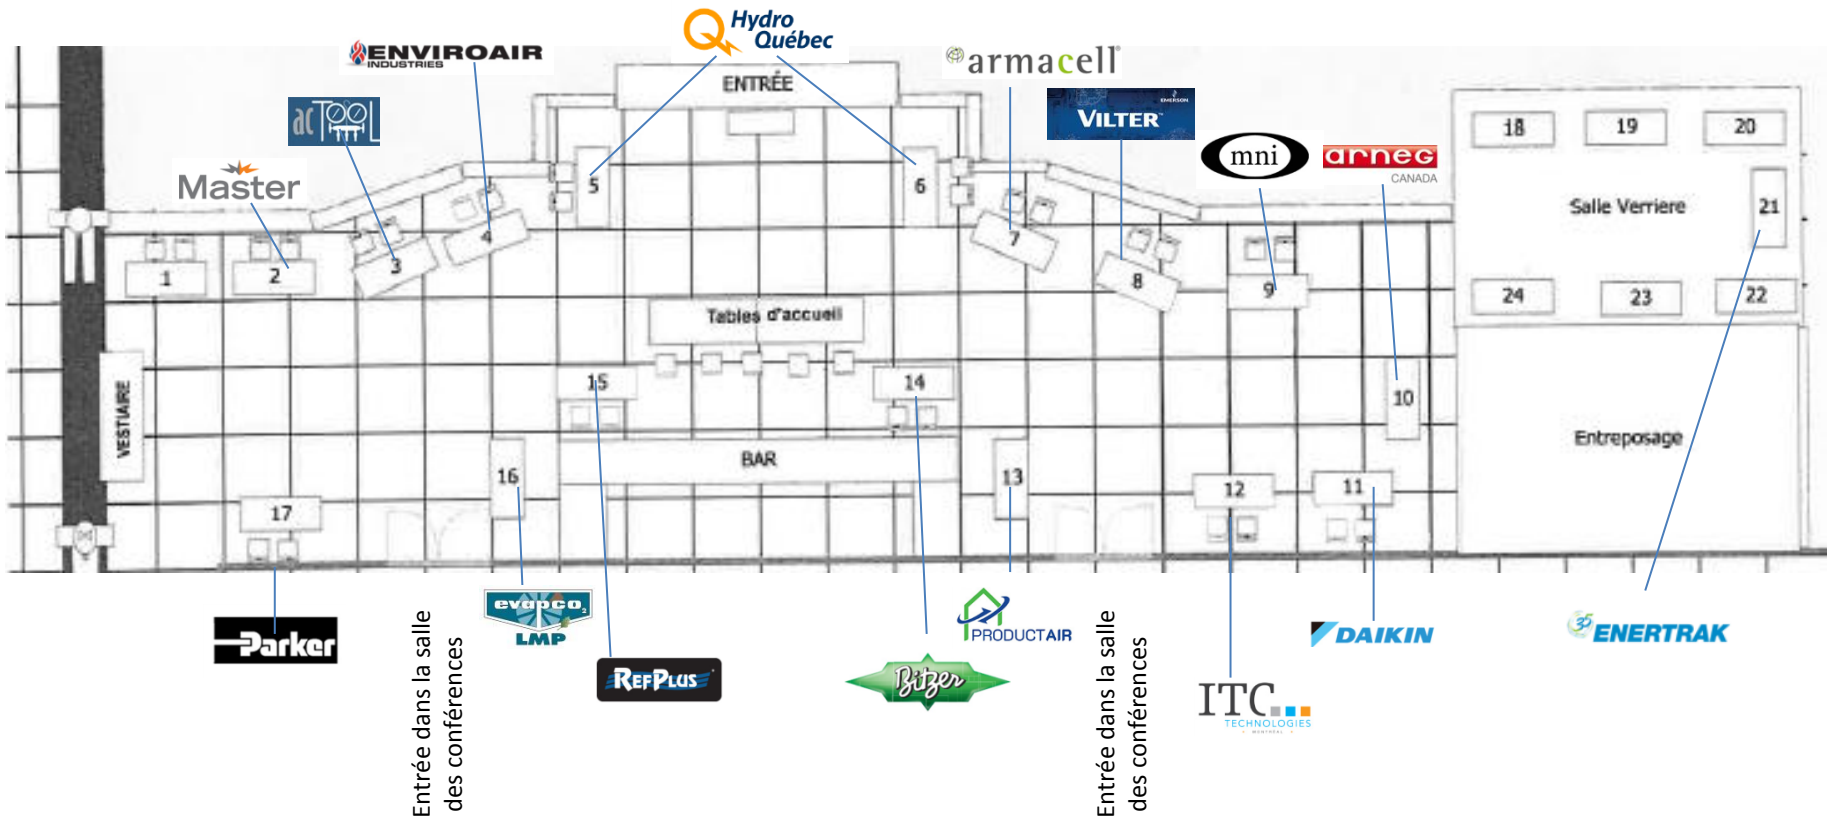 Hydro
Québec
ENVIROAIR
INDUSTRIES
armacell
ENTRÉE
acTOOL
EMERSON
VILTER
mni
arneg
CANADA
Master
18
19
20
5
6
Salle Verriere
21
4
7
3
1
2
8
9
24
23
22
Tables d'accueil
15
14
10
VESTIAIRE
BAR
Entreposage
16
13
12
11
17
evapco
LMP
Parker
REFPLUS
Bitzer
PRODUCTAIR
DAIKIN
35 ENERTRAK
ITC
TECHNOLOGIES
MONTRÉAL
Entrée dans la salle
des conférences
Entrée dans la salle
des conférences